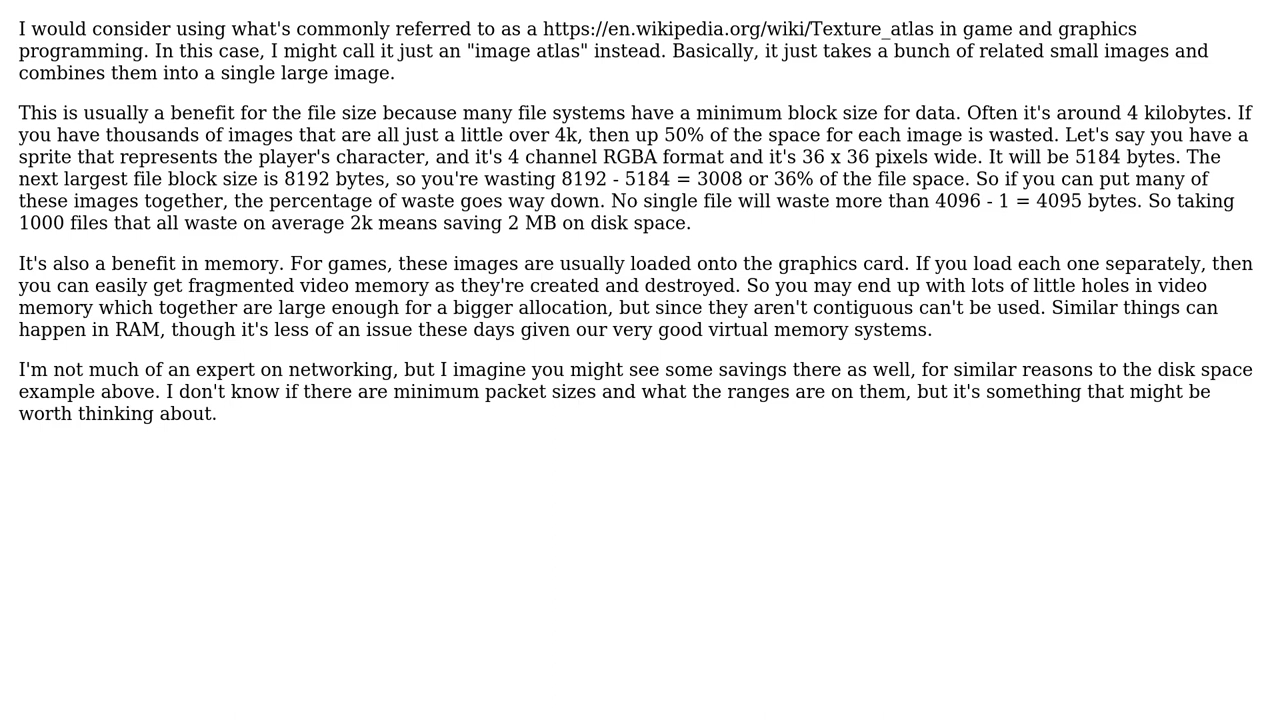 I would consider using what's commonly referred to as a https://en.wikipedia.org/wiki/Texture_atlas in game and graphics
programming. In this case, I might call it just an "image atlas" instead. Basically, it just takes a bunch of related small images and
combines them into a single large image.
This is usually a benefit for the file size because many file systems have a minimum block size for data. Often it's around 4 kilobytes. If
you have thousands of images that are all just a little over 4k, then up 50% of the space for each image is wasted. Let's say you have a
sprite that represents the player's character, and it's 4 channel RGBA format and it's 36 x 36 pixels wide. It will be 5184 bytes. The
next largest file block size is 8192 bytes, so you're wasting 8192 - 5184 = 3008 or 36% of the file space. So if you can put many of
these images together, the percentage of waste goes way down. No single file will waste more than 4096 - 1 = 4095 bytes. So taking
1000 files that all waste on average 2k means saving 2 MB on disk space.
It's also a benefit in memory. For games, these images are usually loaded onto the graphics card. If you load each one separately, then
you can easily get fragmented video memory as they're created and destroyed. So you may end up with lots of little holes in video
memory which together are large enough for a bigger allocation, but since they aren't contiguous can't be used. Similar things can
happen in RAM, though it's less of an issue these days given our very good virtual memory systems.
I'm not much of an expert on networking, but I imagine you might see some savings there as well, for similar reasons to the disk space
example above. I don't know if there are minimum packet sizes and what the ranges are on them, but it's something that might be
worth thinking about.